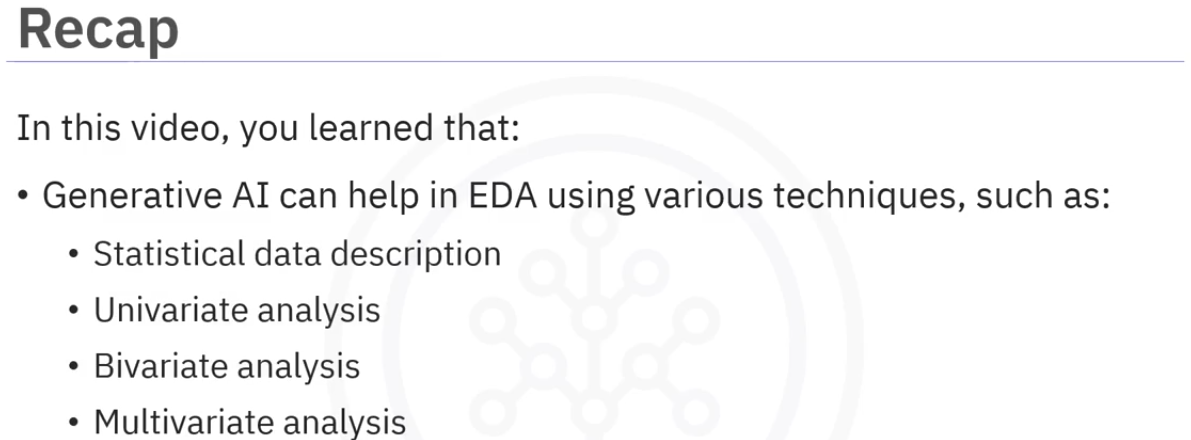 Recap
In this video, you learned that:
• Generative AI can help in EDA using various techniques, such as:
• Statistical data description
• Univariate analysis
• Bivariate analysis
• Multivariate analysis